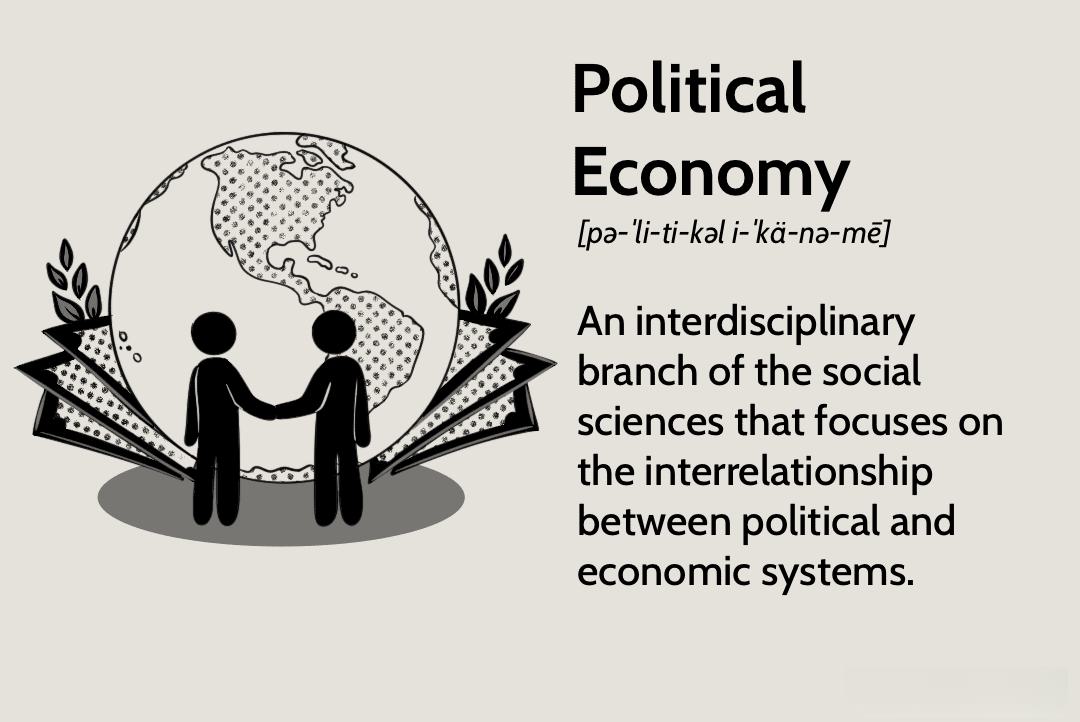 Political
Economy
[pə-ˈli-ti-kəl i-ˈkä-nə-mē]
An interdisciplinary
branch of the social
sciences that focuses on
the interrelationship
between political and
economic systems.